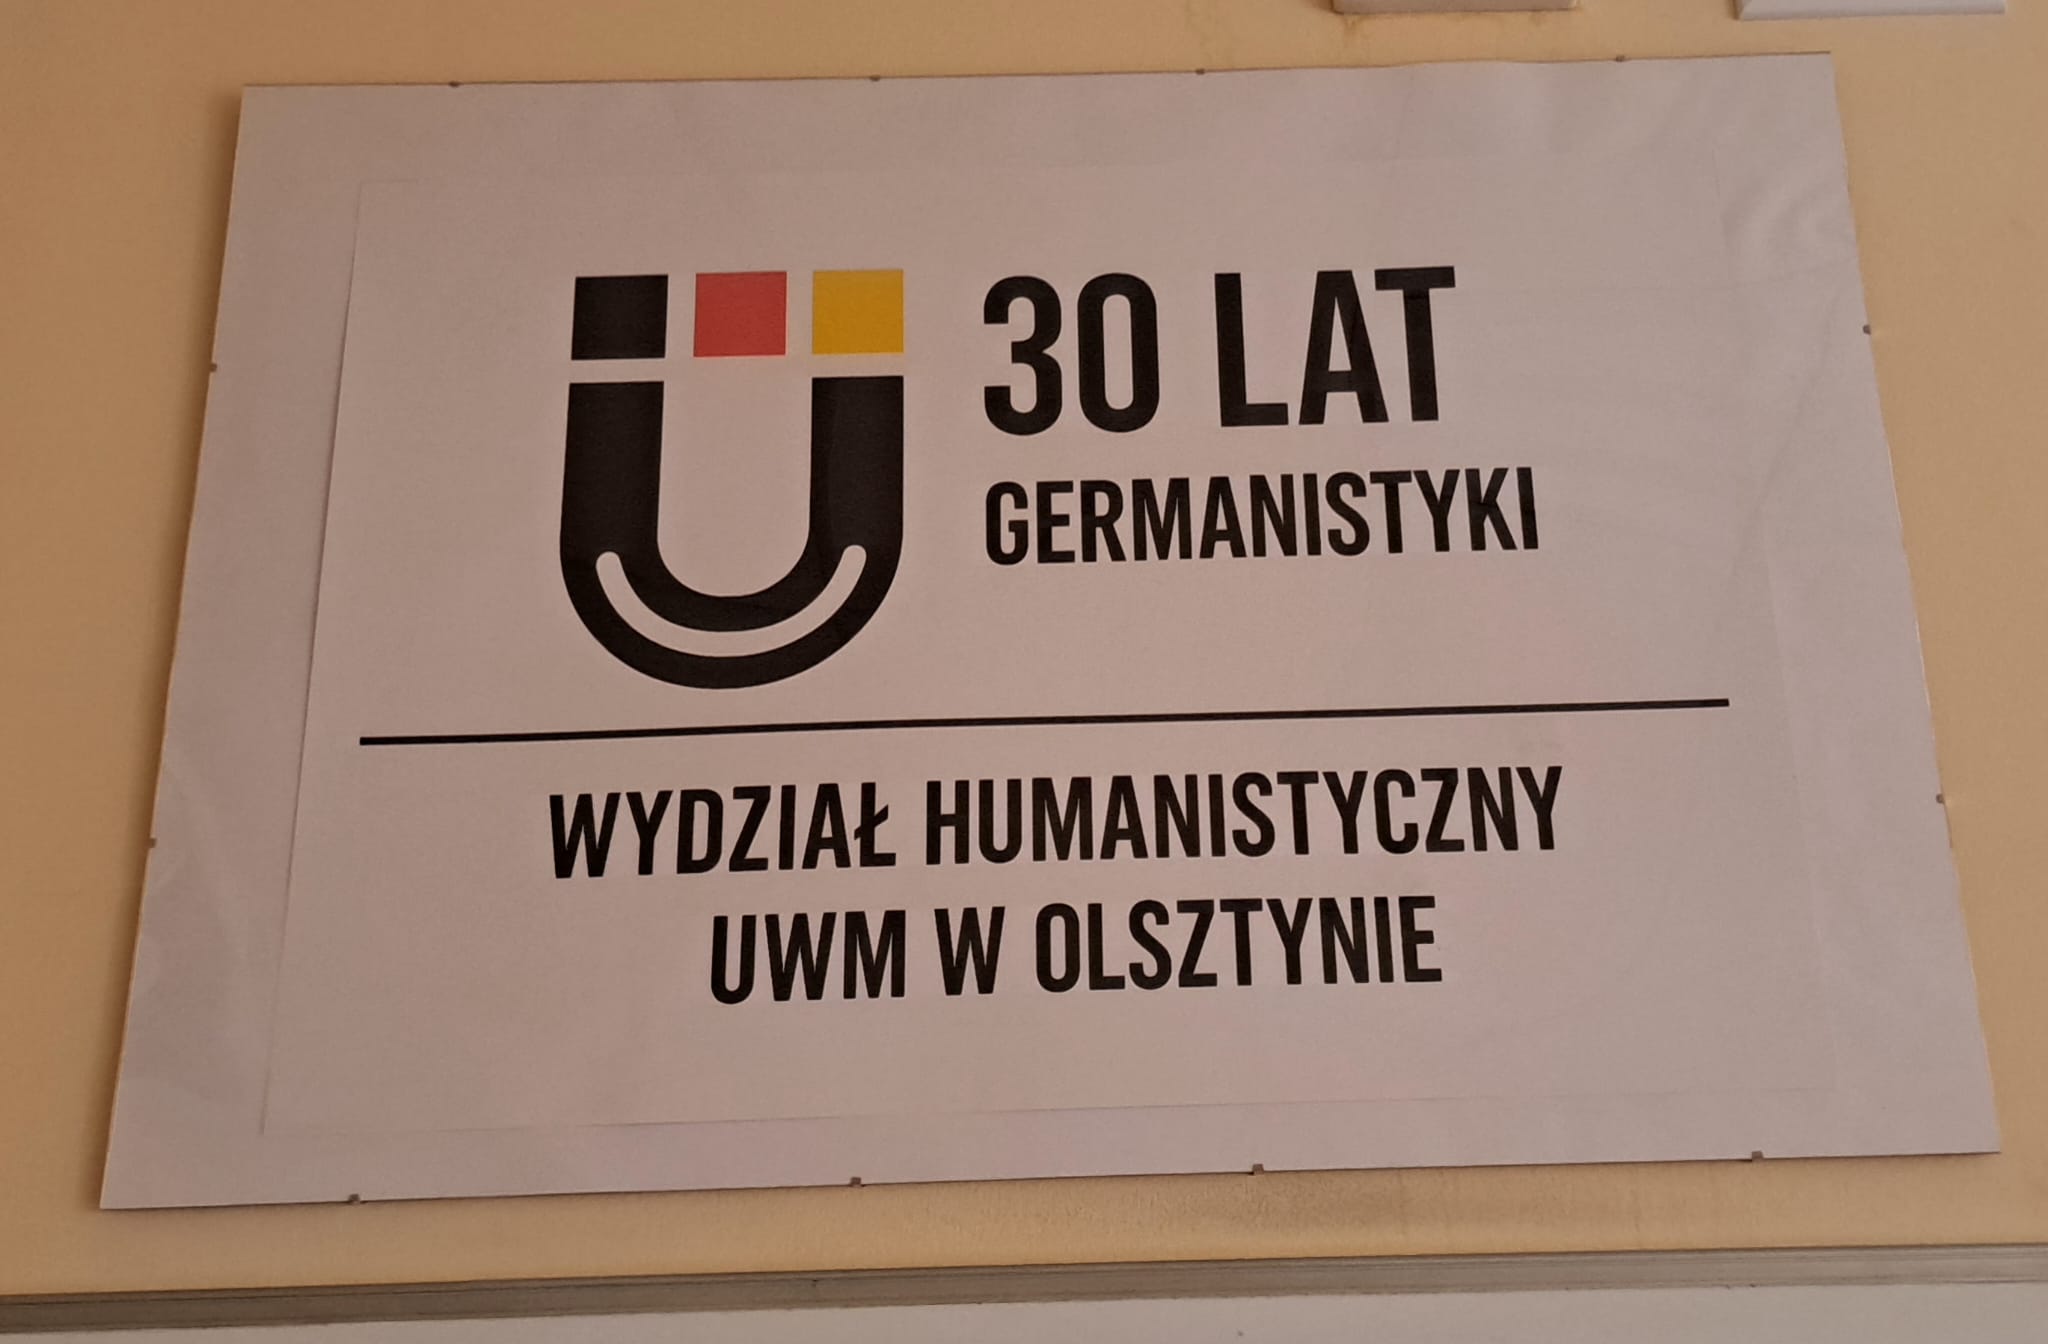 Ü
30 LAT
GERMANISTYKI
WYDZIAŁ HUMANISTYCZNY
UWM W OLSZTYNIE